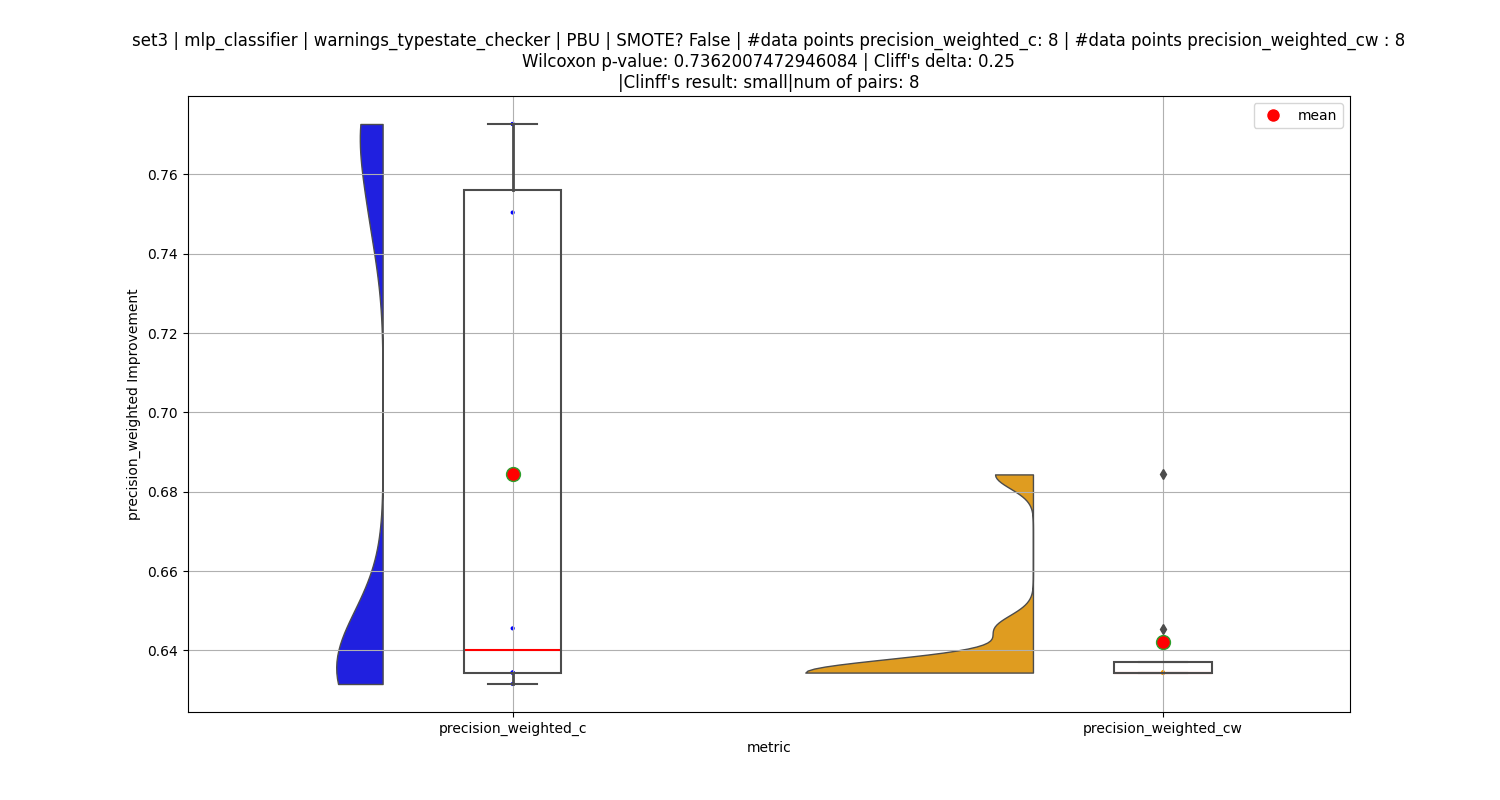 set3 | mlp_classifier | warnings_typestate_checker | PBU | SMOTE? False | #data points precision_weighted_c: 8 | #data points precision_weighted_cw : 8
Wilcoxon p-value: 0.7362007472946084 | Cliff's delta: 0.25
|Clinff's result: small|num of pairs: 8
mean
precision_weighted Improvement
0.76
0.74
0.72
0.70
0.68
0.66
0.64
precision_weighted_c
precision_weighted_cw
metric